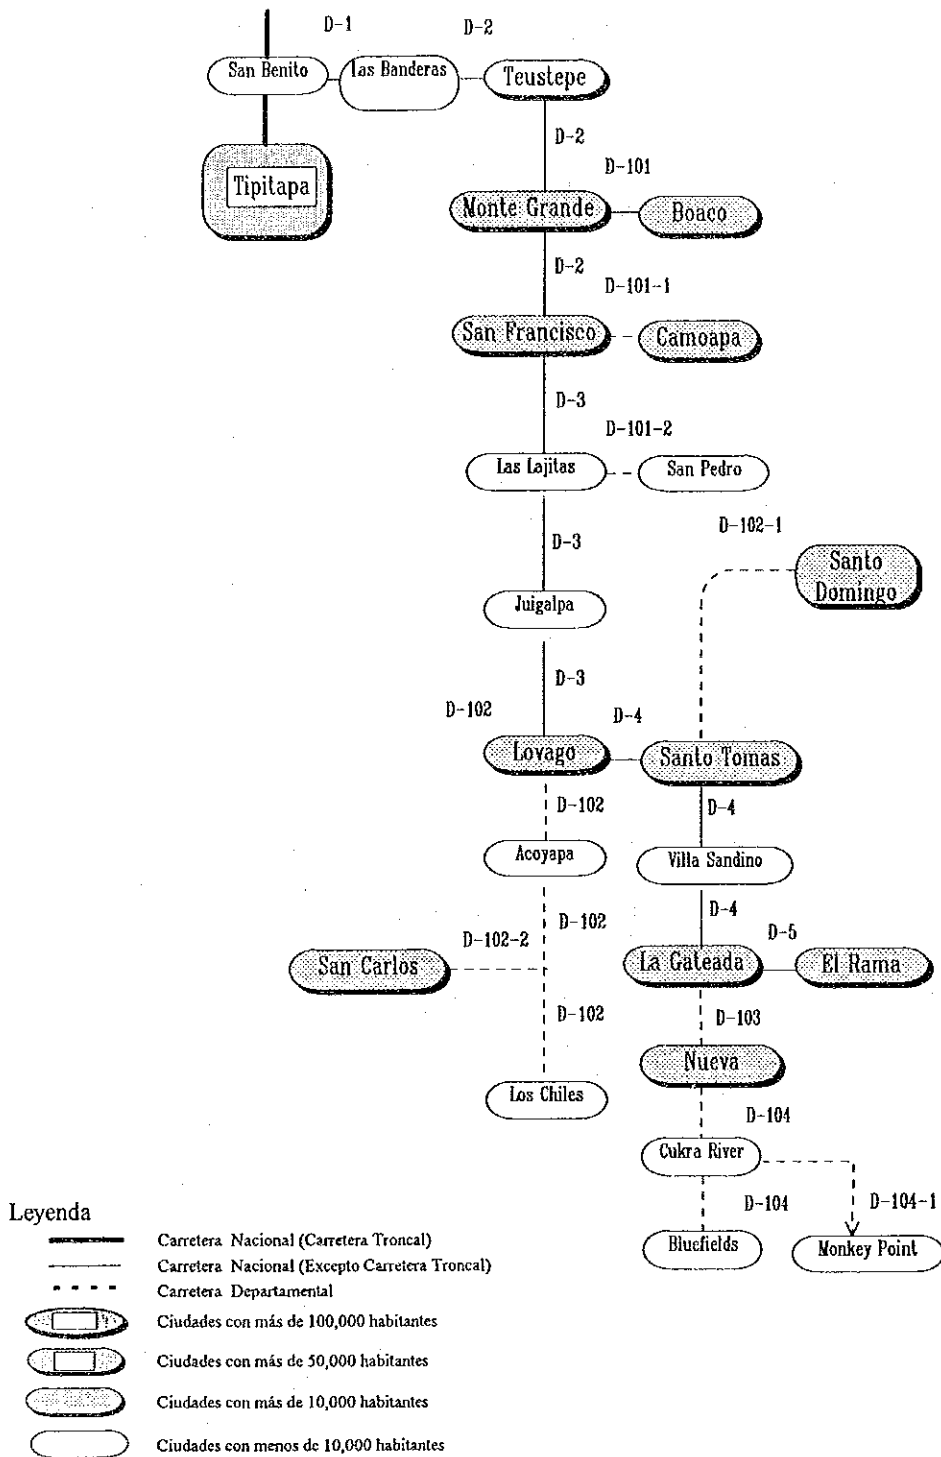 D-1
D-2
San Benito
Las Banderas
Teustepe
D-2
D-101
Tipitapa
Monte Grande
Boaco
D-2
D-101-1
San Francisco
Camoapa
D-3
D-101-2
Las Lajitas
San Pedro
D-102-1
D-3
Santo
Domingo
Juigalpa
D-3
D-102
D-4
Lovago
Santo Tomas
D-102
D-4
Acoyapa
Villa Sandino
D-102
D-4
D-102-2
D-5
San Carlos
La Gateada
El Rama
D-102
D-103
Nueva
Los Chiles
D-104
Cukra River
D-104
D-104-1
Bluefields
Monkey Point
Leyenda
Carretera Nacional (Carretera Troncal)
Carretera Nacional (Excepto Carretera Troncal)
Carretera Departamental
Ciudades con más de 100,000 habitantes
Ciudades con más de 50,000 habitantes
Ciudades con más de 10,000 habitantes
Ciudades con menos de 10,000 habitantes